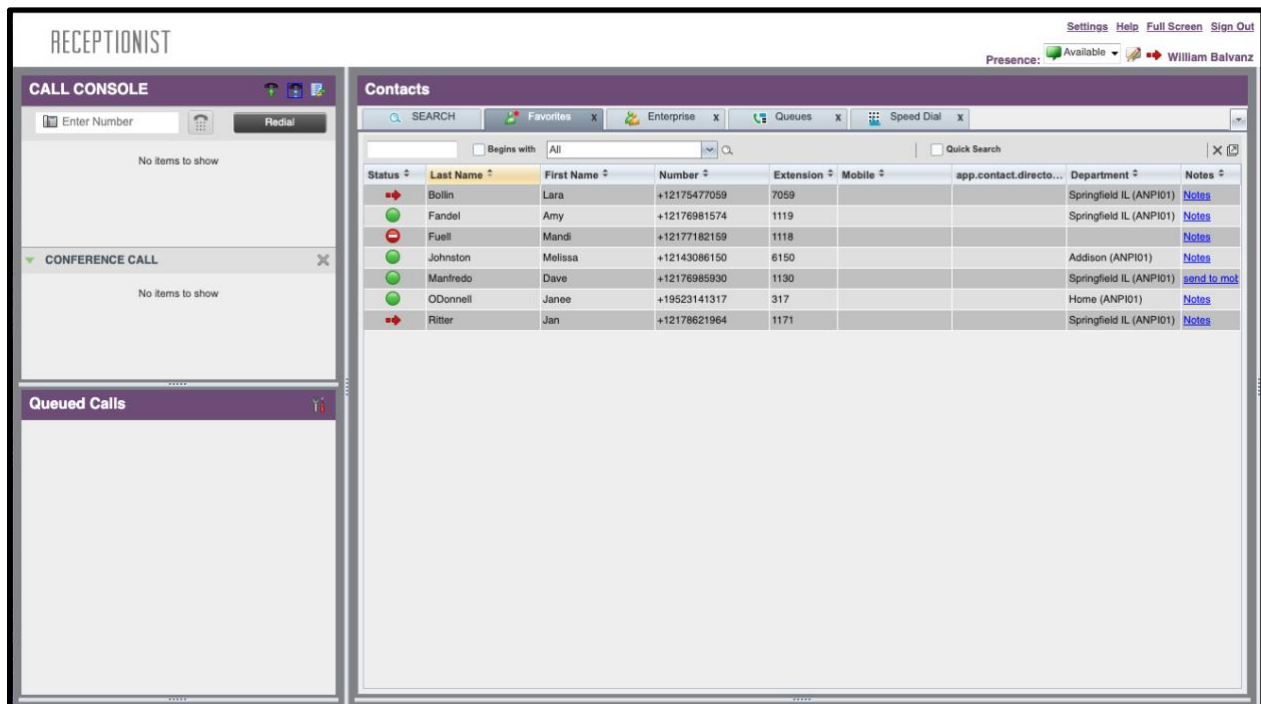 RECEPTIONIST
Settings Help Full Screen Sign Out
Presence: Available William Balvanz
CALL CONSOLE
Enter Number Redial
No items to show
CONFERENCE CALL
No items to show
Queued Calls
Contacts
SEARCH Favorites x Enterprise x Queues x Speed Dial x
Begins with All Quick Search
Status Last Name First Name Number Extension Mobile app.contact.directo... Department Notes
Bollin Lara +12175477059 7059 Springfield IL (ANPI01) Notes
Fandel Amy +12176981574 1119 Springfield IL (ANPI01) Notes
Fuell Mandi +12177182159 1118 Notes
Johnston Melissa +12143086150 6150 Addison (ANPI01) Notes
Manfredo Dave +12176985930 1130 Springfield IL (ANPI01) send to mot
ODonnell Janee +19523141317 317 Home (ANPI01) Notes
Ritter Jan +12178621964 1171 Springfield IL (ANPI01) Notes